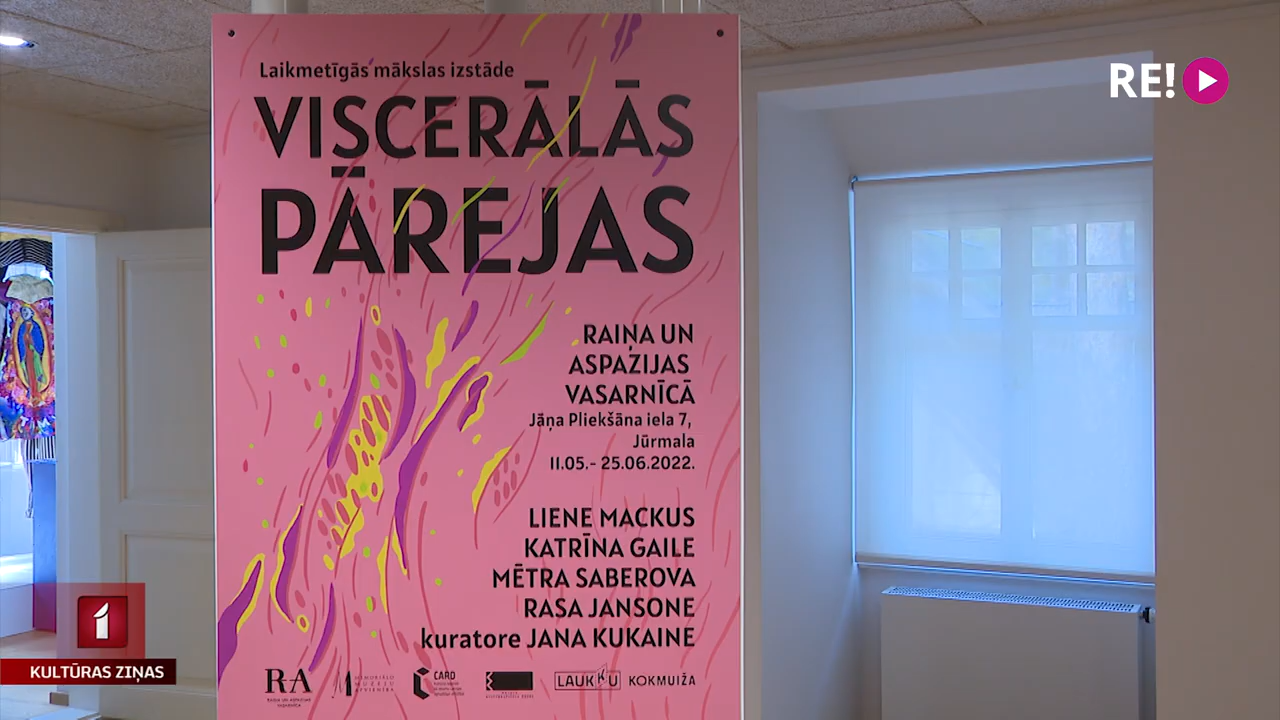 Laikmetīgās mākslas izstāde
VISCERĀLĀS
PĀREJAS
RAIŅA UN
ASPAZIJAS
VASARNĪCĀ
Jāņa Pliekšāna iela 7,
Jūrmala
11.05.- 25.06.2022.
LIENE MACKUS
KATRĪNA GAILE
MĒTRA SABEROVA
RASA JANSONE
kuratore JANA KUKAINE
CARD
LAUKKU
KOKMUIŽA
RE!
1
KULTŪRAS ZIŅAS